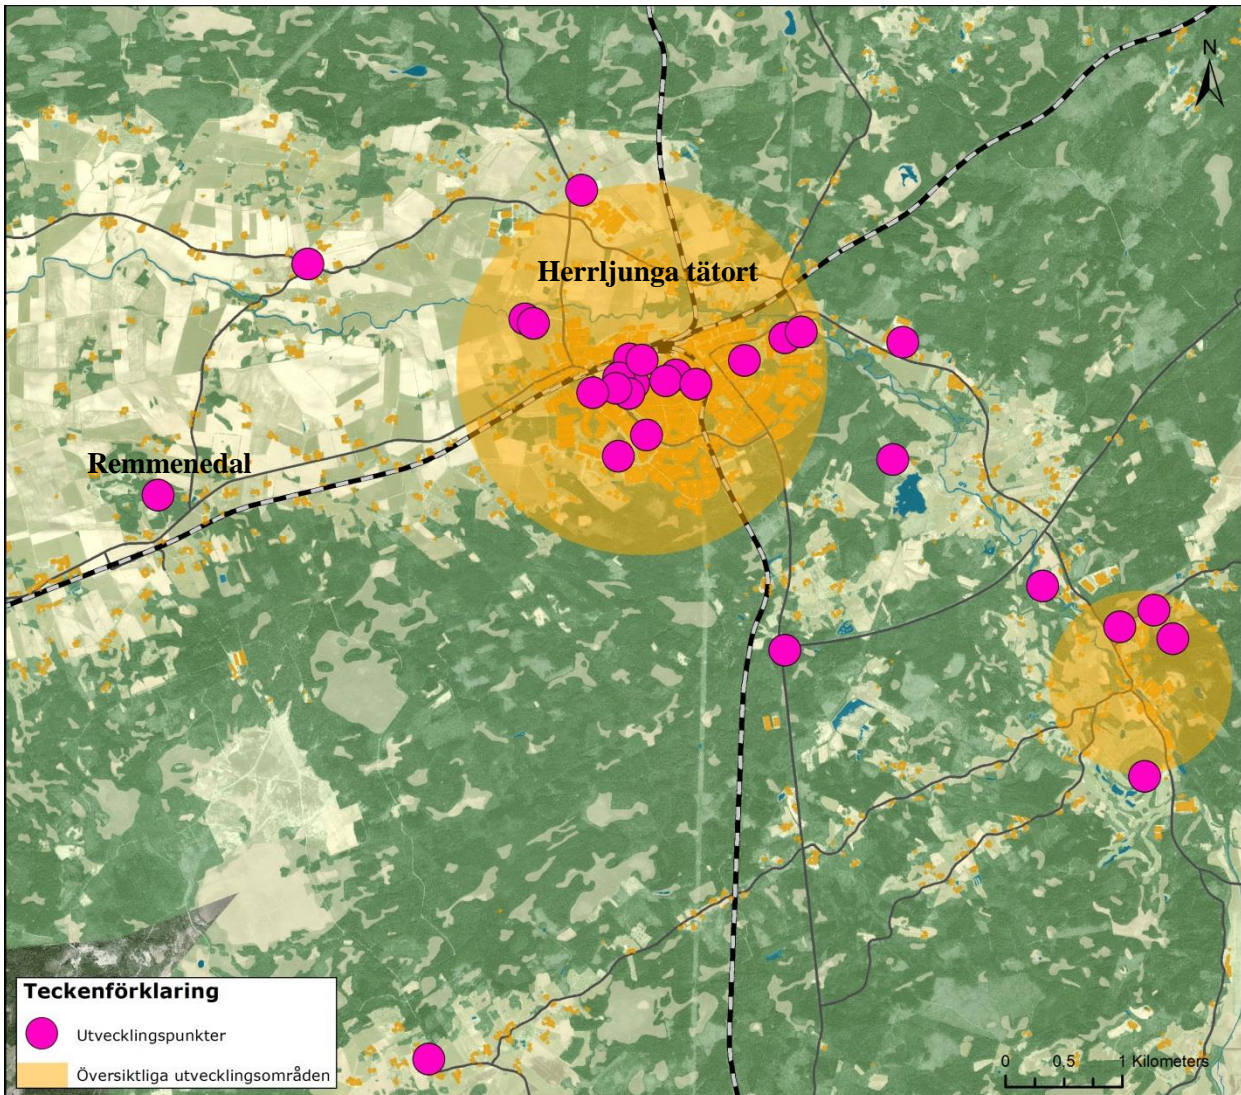 N
Herrljunga tätort
Remmenedal
Teckenförklaring
Utvecklingspunkter
Översiktliga utvecklingsområden
0 0,5 1 Kilometers